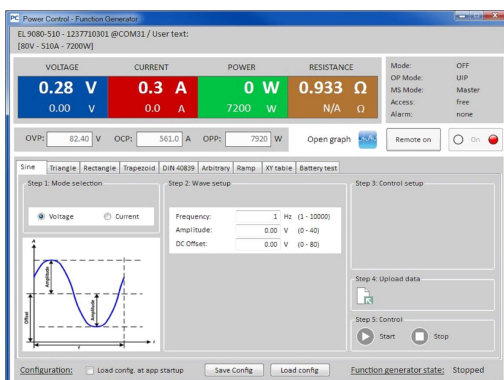 PC Power Control - Function Generator
EL 9080-510 - 1237710301 @COM31 / User text:
[80V - 510A - 7200W]
VOLTAGE CURRENT POWER RESISTANCE
0.28 V 0.3 A 0 W 0.933 Ω
0.00 V 0.0 A 7200 W N/A Ω
Mode: OFF
OP Mode: UIP
MS Mode: Master
Access: free
Alarm: none
OVP: 82.40 V OCP: 561.0 A OPP: 7920 W Open graph Remote on On
Sine Triangle Rectangle Trapezoid DIN 40839 Arbitrary Ramp XY table Battery test
Step 1: Mode selection
Voltage Current
Amplitude
Amplitude
Offset
A
t
Step 2: Wave setup
Frequency: 1 Hz (1 - 10000)
Amplitude: 0.00 V (0 - 40)
DC Offset: 0.00 V (0 - 80)
Step 3: Control setup
Step 4: Upload data
Step 5: Control
Start Stop
Configuration: Load config. at app startup Save Config Load config Function generator state: Stopped